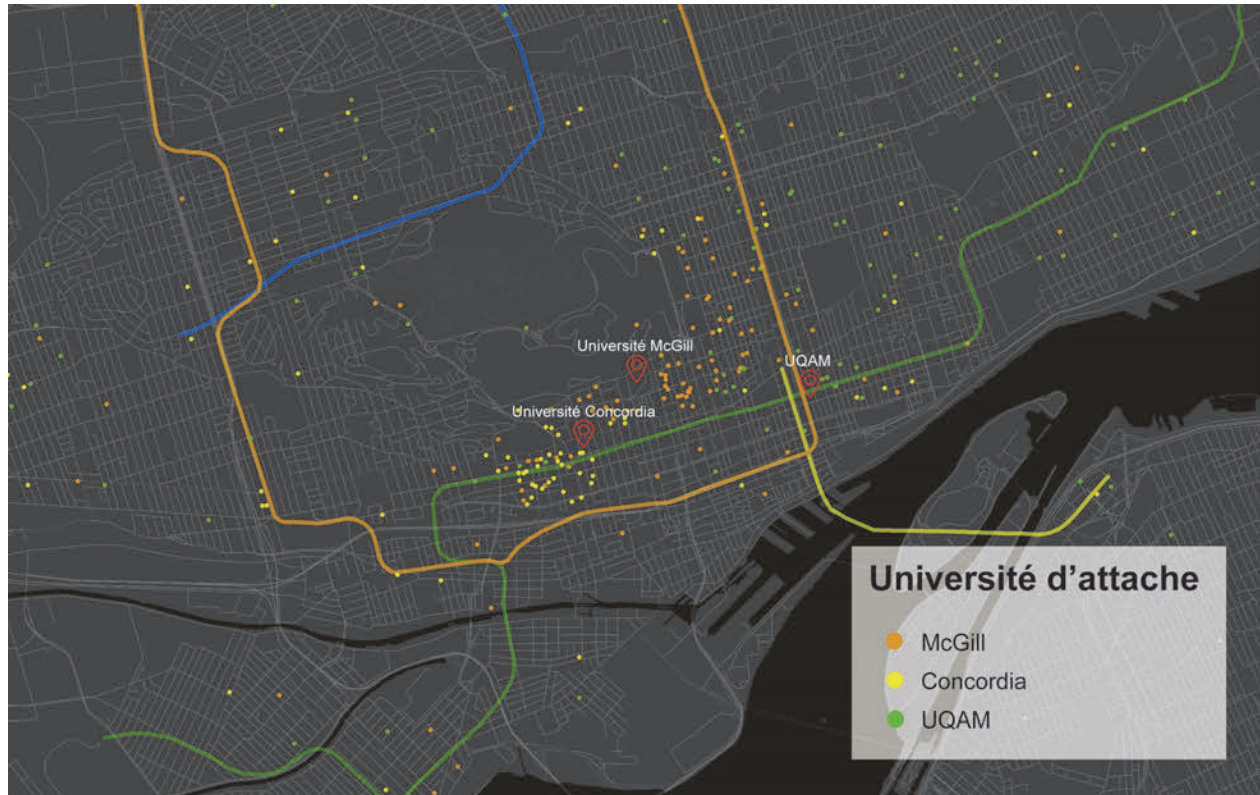 Université McGill
UQAM
Université Concordia
Université d’attache
McGill
Concordia
UQAM